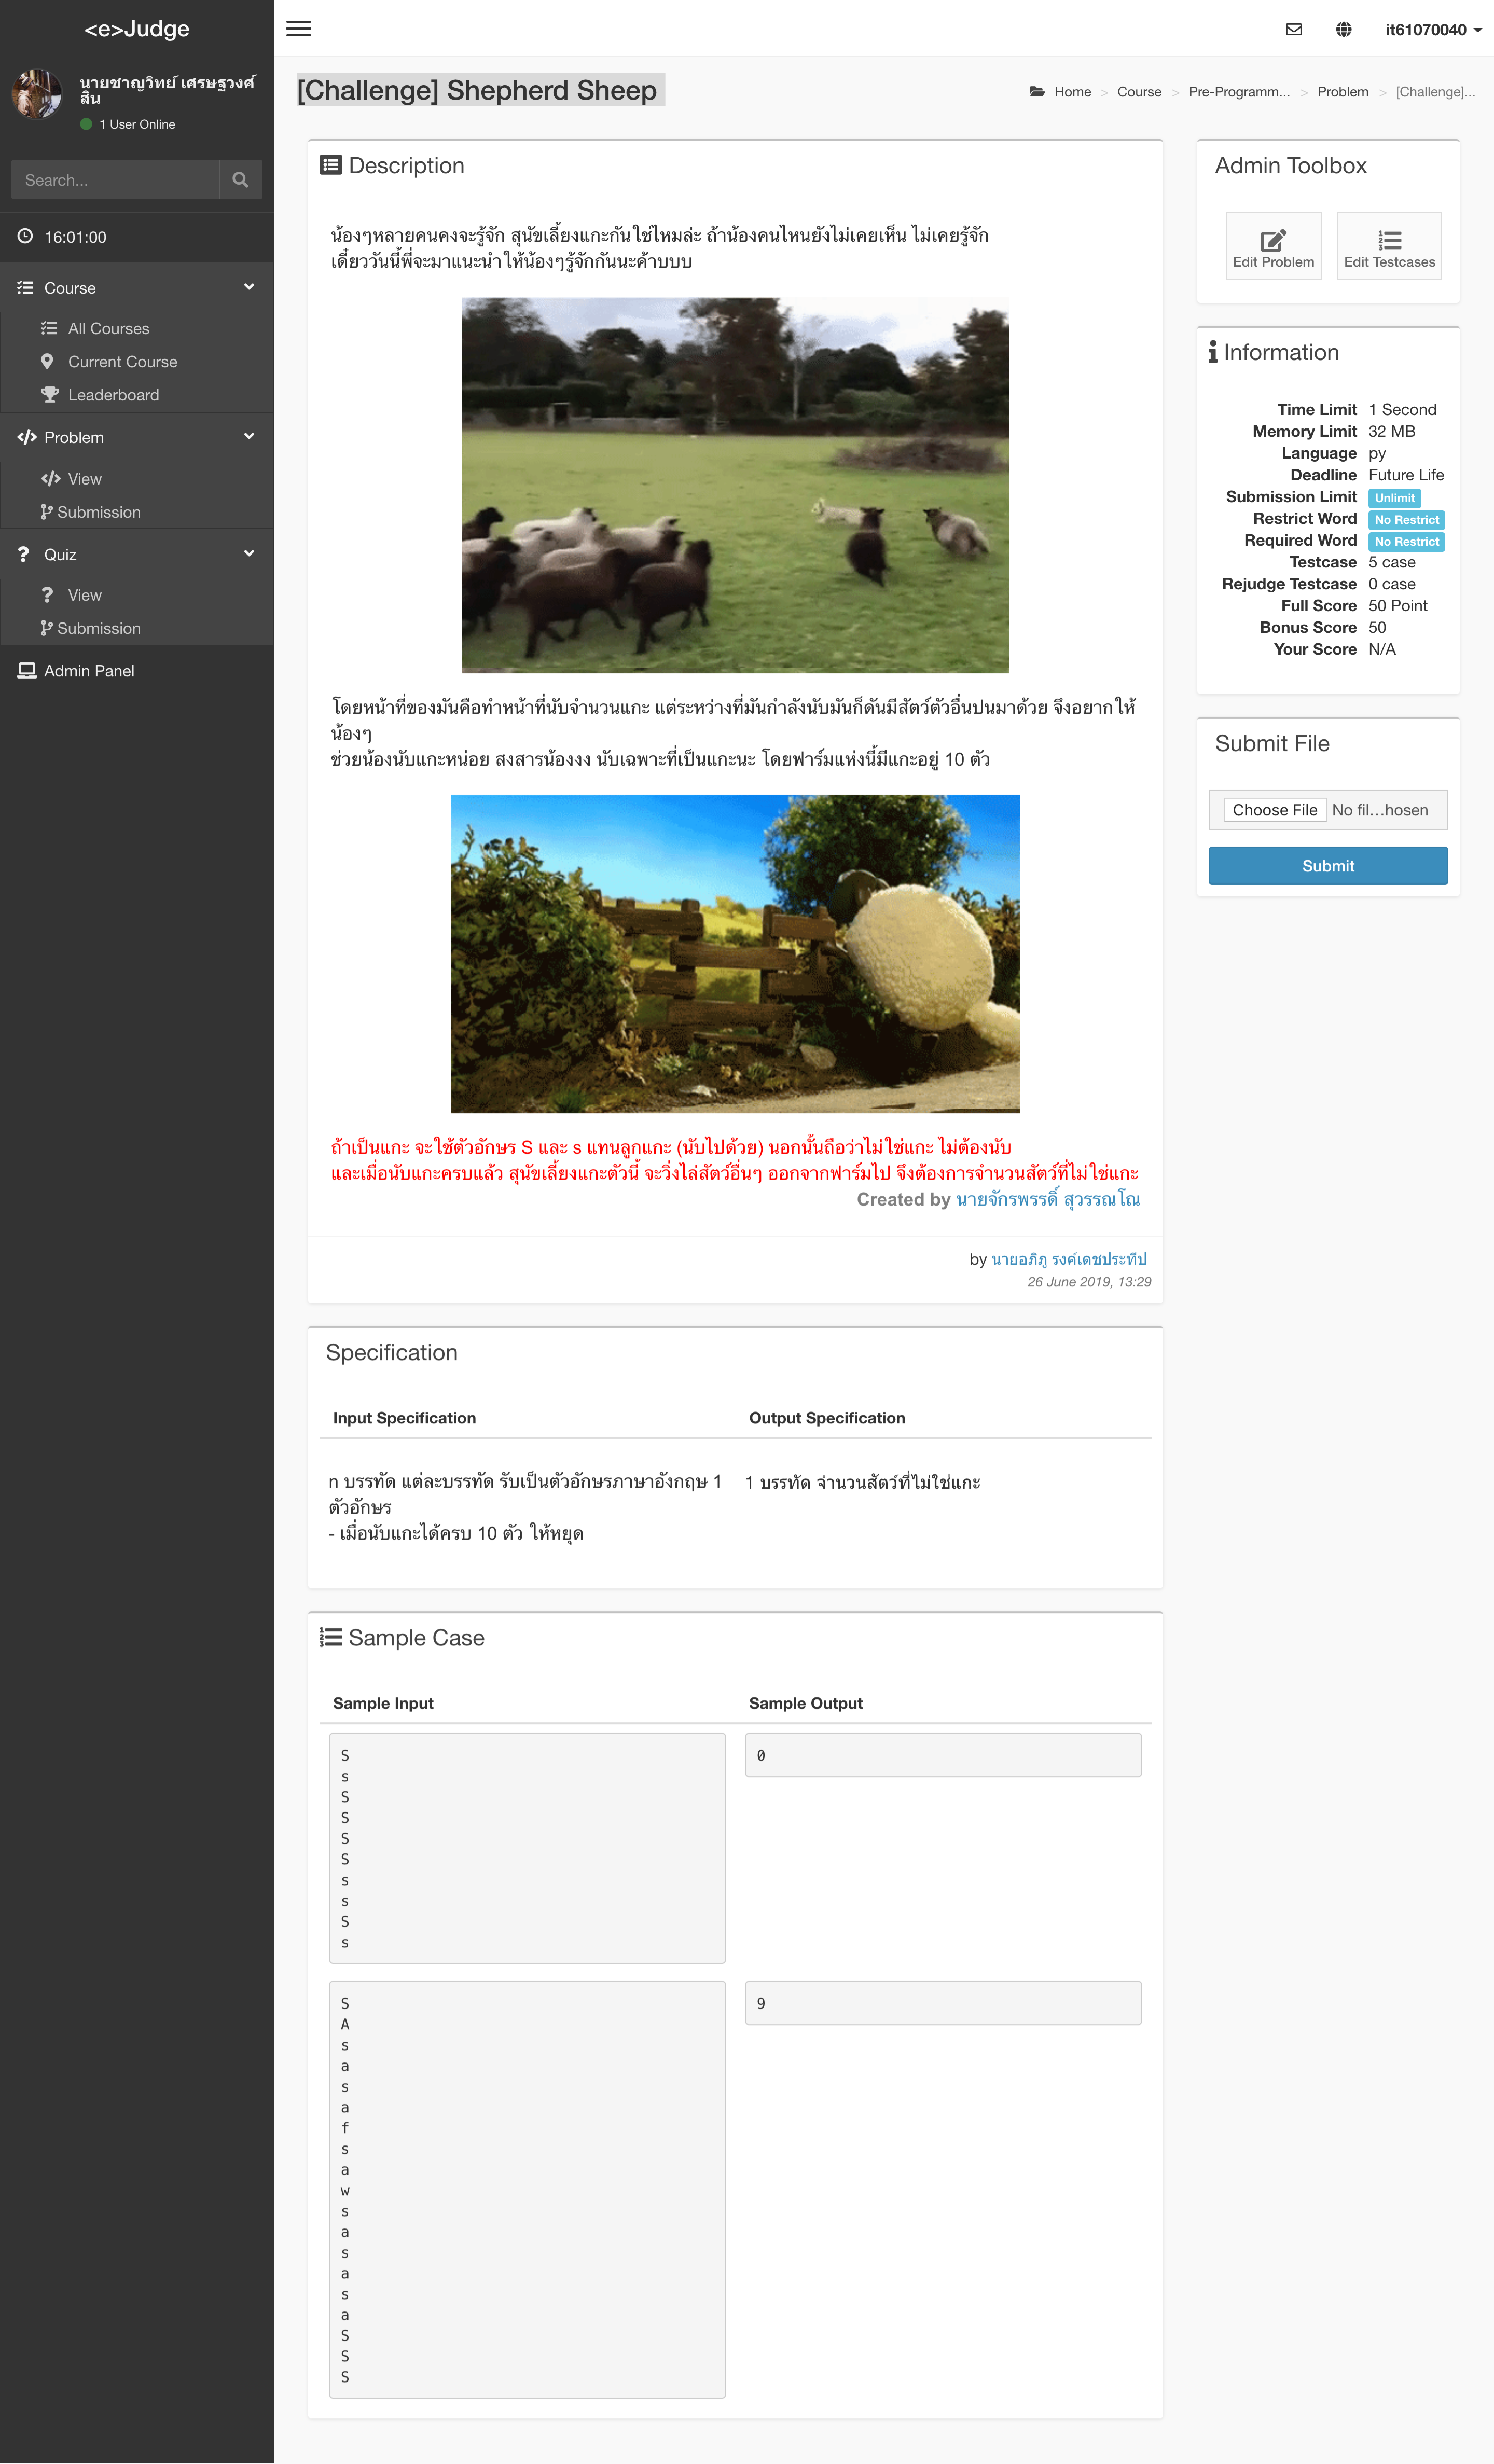 <e>Judge
it61070040
นายชาญวิทย์ เศรษฐวงศ์
สิน
1 User Online
Search...
16:01:00
Course
All Courses
Current Course
Leaderboard
Problem
View
Submission
Quiz
View
Submission
Admin Panel
[Challenge] Shepherd Sheep
Home > Course > Pre-Programm... > Problem > [Challenge]...
Description
น้องๆหลายคนคงจะรู้จัก สุนัขเลี้ยงแกะกันใช่ไหมล่ะ ถ้าน้องคนไหนยังไม่เคยเห็น ไม่เคยรู้จัก
เดี๋ยววันนี้พี่จะมาแนะนำให้น้องๆรู้จักกันนะค้าบบบ
โดยหน้าที่ของมันคือทำหน้าที่นับจำนวนแกะ แต่ระหว่างที่มันกำลังนับมันก็ดันมีสัตว์ตัวอื่นปนมาด้วย จึงอยากให้
น้องๆ
ช่วยน้องนับแกะหน่อย สงสารน้องงง นับเฉพาะที่เป็นแกะนะ โดยฟาร์มแห่งนี้มีแกะอยู่ 10 ตัว
ถ้าเป็นแกะ จะใช้ตัวอักษร S และ s แทนลูกแกะ (นับไปด้วย) นอกนั้นถือว่าไม่ใช่แกะ ไม่ต้องนับ
และเมื่อนับแกะครบแล้ว สุนัขเลี้ยงแกะตัวนี้ จะวิ่งไล่สัตว์อื่นๆ ออกจากฟาร์มไป จึงต้องการจำนวนสัตว์ที่ไม่ใช่แกะ
Created by นายจักรพรรดิ์ สุวรรณโณ
by นายอภิภู รงค์เดชประทีป
26 June 2019, 13:29
Specification
Input Specification
Output Specification
n บรรทัด แต่ละบรรทัด รับเป็นตัวอักษรภาษาอังกฤษ 1
ตัวอักษร
- เมื่อนับแกะได้ครบ 10 ตัว ให้หยุด
1 บรรทัด จำนวนสัตว์ที่ไม่ใช่แกะ
Sample Case
Sample Input
Sample Output
S
s
S
S
S
S
s
s
S
s
0
S
A
s
a
s
a
f
s
a
w
s
a
s
a
s
a
S
S
S
9
Admin Toolbox
Edit Problem
Edit Testcases
Information
Time Limit 1 Second
Memory Limit 32 MB
Language py
Deadline Future Life
Submission Limit Unlimit
Restrict Word No Restrict
Required Word No Restrict
Testcase 5 case
Rejudge Testcase 0 case
Full Score 50 Point
Bonus Score 50
Your Score N/A
Submit File
Choose File No fil...hosen
Submit